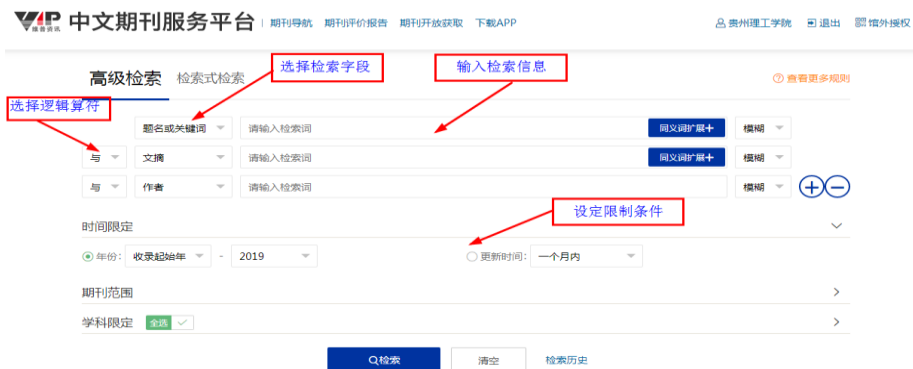 VIP 维普资讯 中文期刊服务平台 期刊导航 期刊评价报告 期刊开放获取 下载APP 贵州理工学院 退出 馆外授权
选择检索字段 输入检索信息
高级检索 检索式检索 查看更多规则
选择逻辑算符
题名或关键词 请输入检索词 同义词扩展+ 模糊
与 文摘 请输入检索词 同义词扩展+ 模糊
与 作者 请输入检索词 模糊
设定限制条件
时间限定
年份: 收录起始年 - 2019 更新时间: 一个月内
期刊范围
学科限定 全选
检索 清空 检索历史